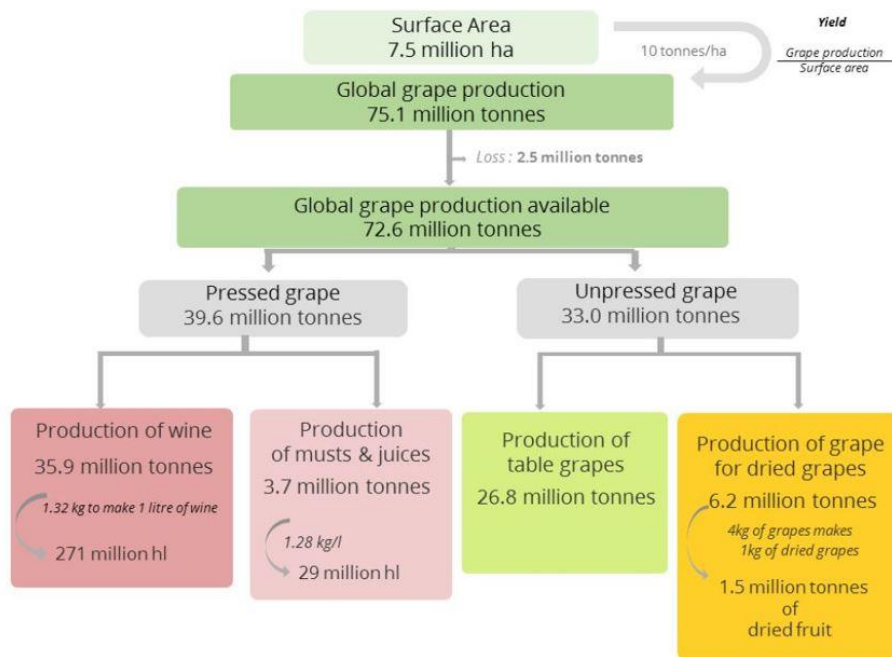 Surface Area
7.5 million ha
10 tonnes/ha
Yield
Grape production
Surface area
Global grape production
75.1 million tonnes
Loss : 2.5 million tonnes
Global grape production available
72.6 million tonnes
Pressed grape
39.6 million tonnes
Unpressed grape
33.0 million tonnes
Production of wine
35.9 million tonnes
1.32 kg to make 1 litre of wine
271 million hl
Production
of musts & juices
3.7 million tonnes
1.28 kg/l
29 million hl
Production of
table grapes
26.8 million tonnes
Production of grape
for dried grapes
6.2 million tonnes
4kg of grapes makes
1kg of dried grapes
1.5 million tonnes
of
dried fruit